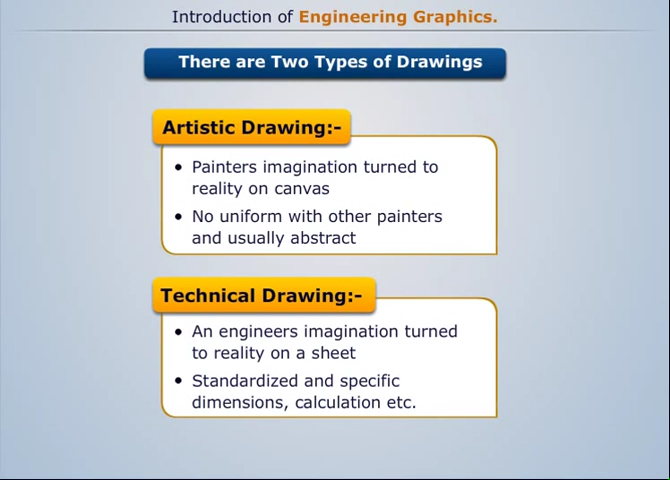 Introduction of Engineering Graphics.
There are Two Types of Drawings
Artistic Drawing:-
• Painters imagination turned to
reality on canvas
• No uniform with other painters
and usually abstract
Technical Drawing:-
• An engineers imagination turned
to reality on a sheet
• Standardized and specific
dimensions, calculation etc.